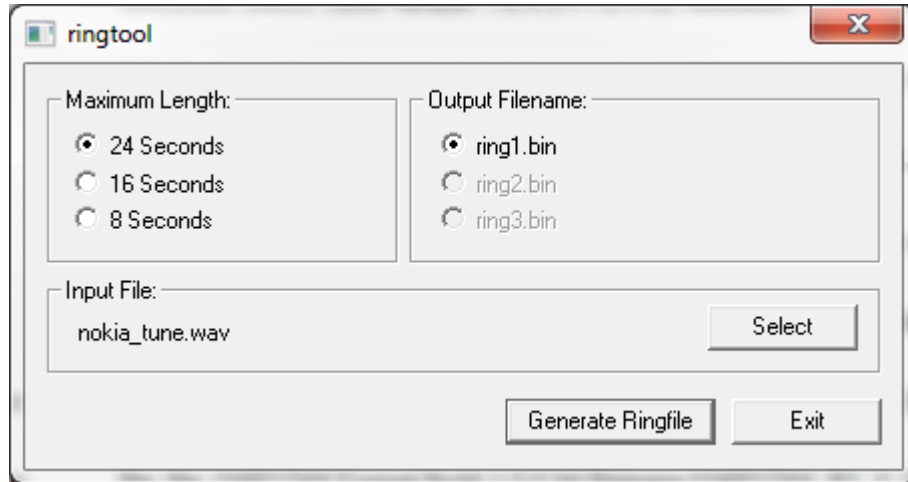 ringtool
Maximum Length:
24 Seconds
16 Seconds
8 Seconds
Output Filename:
ring1.bin
ring2.bin
ring3.bin
Input File:
nokia_tune.wav
Select
Generate Ringfile
Exit